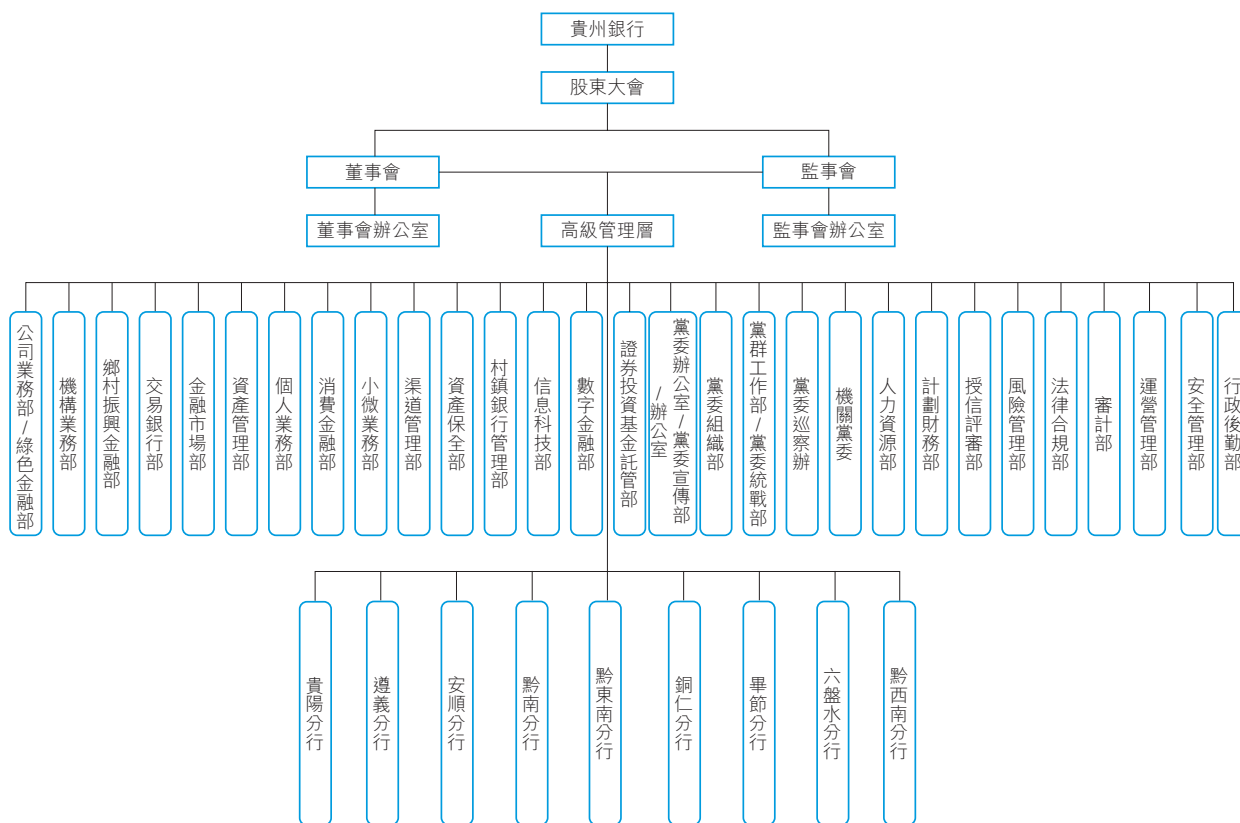 貴州銀行
股東大會
董事會
監事會
董事會辦公室
高級管理層
監事會辦公室
公司業務部/綠色金融部
機構業務部
鄉村振興金融部
交易銀行部
金融市場部
資產管理部
個人業務部
消費金融部
小微業務部
渠道管理部
資產保全部
村鎮銀行管理部
信息科技部
數字金融部
證券投資基金託管部
黨委辦公室/黨委宣傳部
/辦公室
黨委組織部
黨群工作部/黨委統戰部
黨委巡察辦
機關黨委
人力資源部
計劃財務部
授信評審部
風險管理部
法律合規部
審計部
運營管理部
安全管理部
行政後勤部
貴陽分行
遵義分行
安順分行
黔南分行
黔東南分行
銅仁分行
畢節分行
六盤水分行
黔西南分行